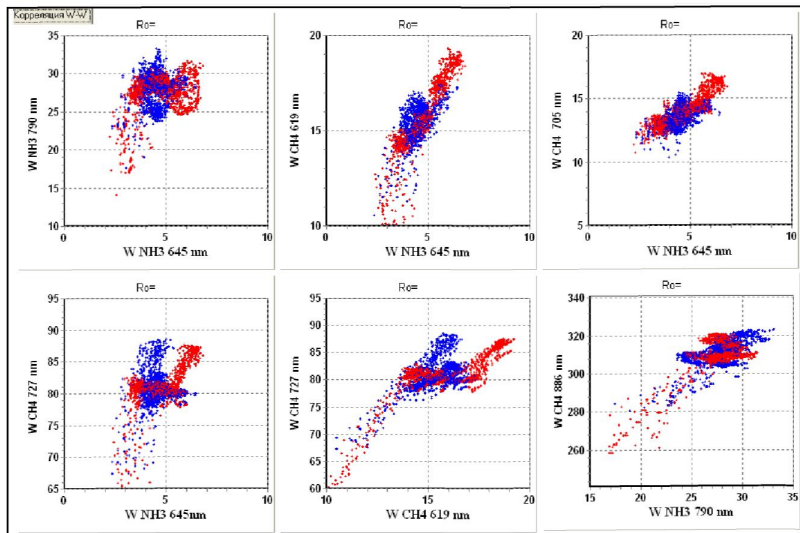 Корреляция W-W
Ro=
Ro=
Ro=
35
30
25
20
15
10
W NH3 790 nm
0
5
10
W NH3 645 nm
20
15
10
W CH4 619 nm
0
5
10
W NH3 645 nm
20
15
10
5
W CH4 705 nm
0
5
10
W NH3 645 nm
Ro=
Ro=
Ro=
95
90
85
80
75
70
65
W CH4 727 nm
0
5
10
W NH3 645nm
95
90
85
80
75
70
65
60
W CH4 727 nm
10
15
20
W CH4 619 nm
340
320
300
280
260
W CH4 886 nm
15
20
25
30
35
W NH3 790 nm